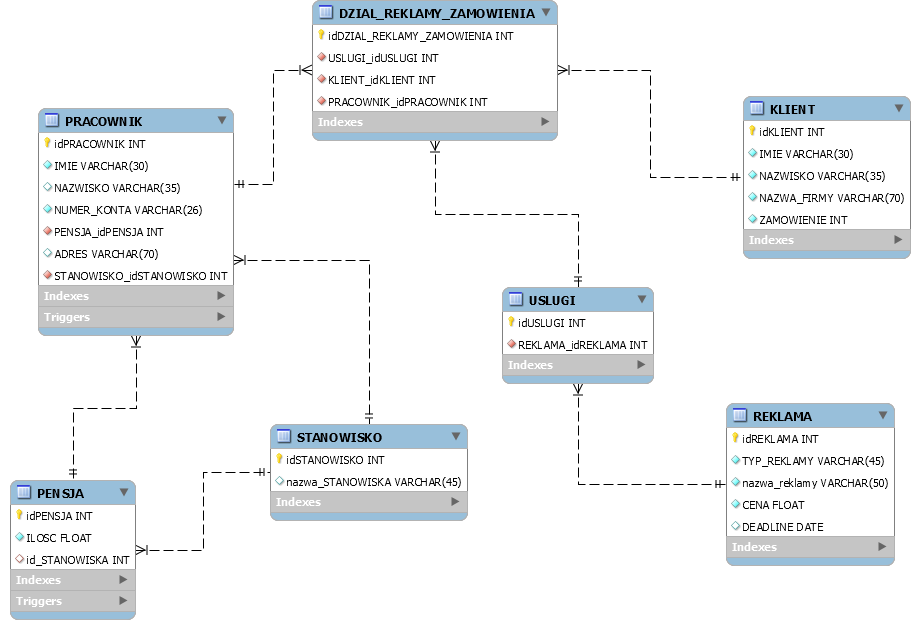 DZIAL_REKLAMY_ZAMOWIENIA
idDZIAL_REKLAMY_ZAMOWIENIA INT
USLUGI_idUSLUGI INT
KLIENT_idKLIENT INT
PRACOWNIK_idPRACOWNIK INT
Indexes
PRACOWNIK
idPRACOWNIK INT
IMIE VARCHAR(30)
NAZWISKO VARCHAR(35)
NUMER_KONTA VARCHAR(26)
PENSJA_idPENSJA INT
ADRES VARCHAR(70)
STANOWISKO_idSTANOWISKO INT
Indexes
Triggers
KLIENT
idKLIENT INT
IMIE VARCHAR(30)
NAZWISKO VARCHAR(35)
NAZWA_FIRMY VARCHAR(70)
ZAMOWIENIE INT
Indexes
USLUGI
idUSLUGI INT
REKLAMA_idREKLAMA INT
Indexes
STANOWISKO
idSTANOWISKO INT
nazwa_STANOWISKA VARCHAR(45)
Indexes
REKLAMA
idREKLAMA INT
TYP_REKLAMY VARCHAR(45)
nazwa_reklamy VARCHAR(50)
CENA FLOAT
DEADLINE DATE
Indexes
PENSJA
idPENSJA INT
ILOSC FLOAT
id_STANOWISKA INT
Indexes
Triggers